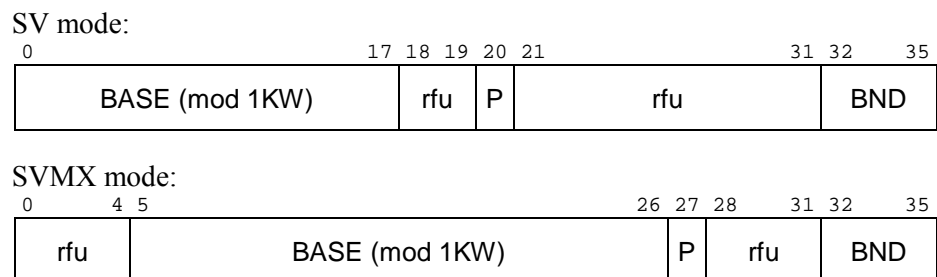 SV mode:
0 17 18 19 20 21 31 32 35
BASE (mod 1KW) rfu P rfu BND
SVMX mode:
0 4 5 26 27 28 31 32 35
rfu BASE (mod 1KW) P rfu BND